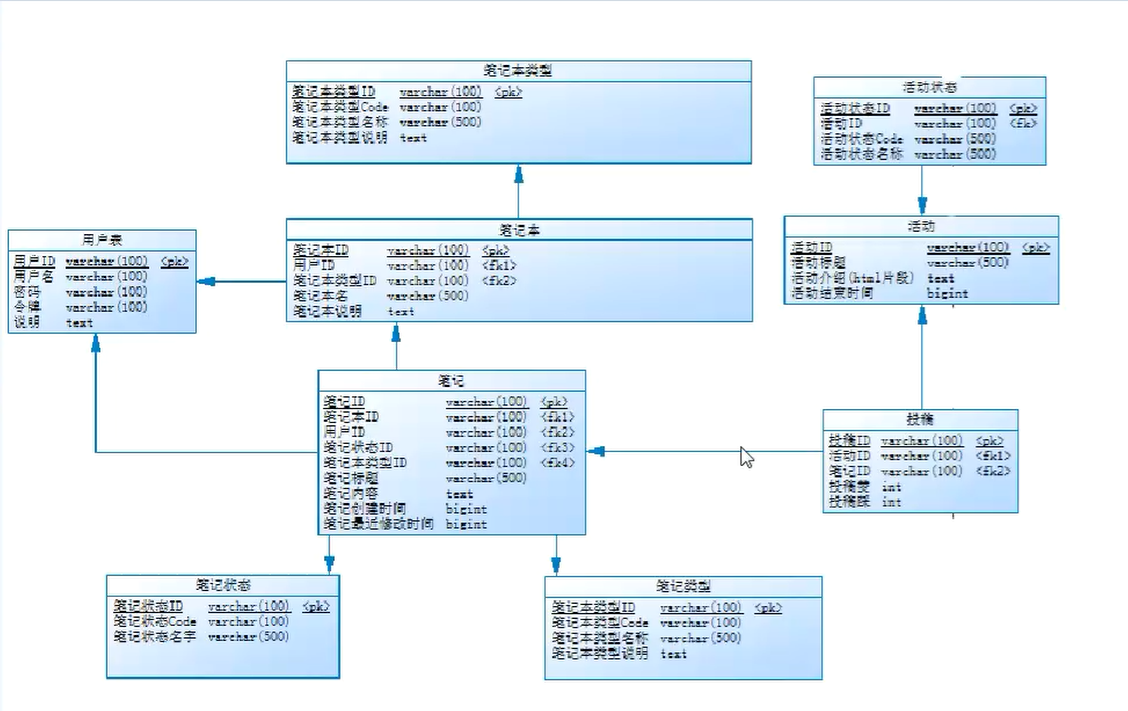 笔记本类型
笔记本类型ID varchar(100) <pk>
笔记本类型Code varchar(100)
笔记本类型名称 varchar(500)
笔记本类型说明 text
活动状态
活动状态ID varchar(100) <pk>
活动ID varchar(100) <fk>
活动状态Code varchar(500)
活动状态名称 varchar(500)
用户表
用户ID varchar(100) <pk>
用户名 varchar(100)
密码 varchar(100)
令牌 varchar(100)
说明 text
笔记本
笔记本ID varchar(100) <pk>
用户ID varchar(100) <fk1>
笔记本类型ID varchar(100) <fk2>
笔记本名 varchar(500)
笔记本说明 text
活动
活动ID varchar(100) <pk>
活动标题 varchar(500)
活动介绍(html片段) text
活动结束时间 bigint
笔记
笔记ID varchar(100) <pk>
笔记本ID varchar(100) <fk1>
用户ID varchar(100) <fk2>
笔记状态ID varchar(100) <fk3>
笔记本类型ID varchar(100) <fk4>
笔记标题 varchar(500)
笔记内容 text
笔记创建时间 bigint
笔记最近修改时间 bigint
投稿
投稿ID varchar(100) <pk>
活动ID varchar(100) <fk1>
笔记ID varchar(100) <fk2>
投稿赞 int
投稿踩 int
笔记状态
笔记状态ID varchar(100) <pk>
笔记状态Code varchar(100)
笔记状态名字 varchar(500)
笔记类型
笔记本类型ID varchar(100) <pk>
笔记本类型Code varchar(100)
笔记本类型名称 varchar(500)
笔记本类型说明 text